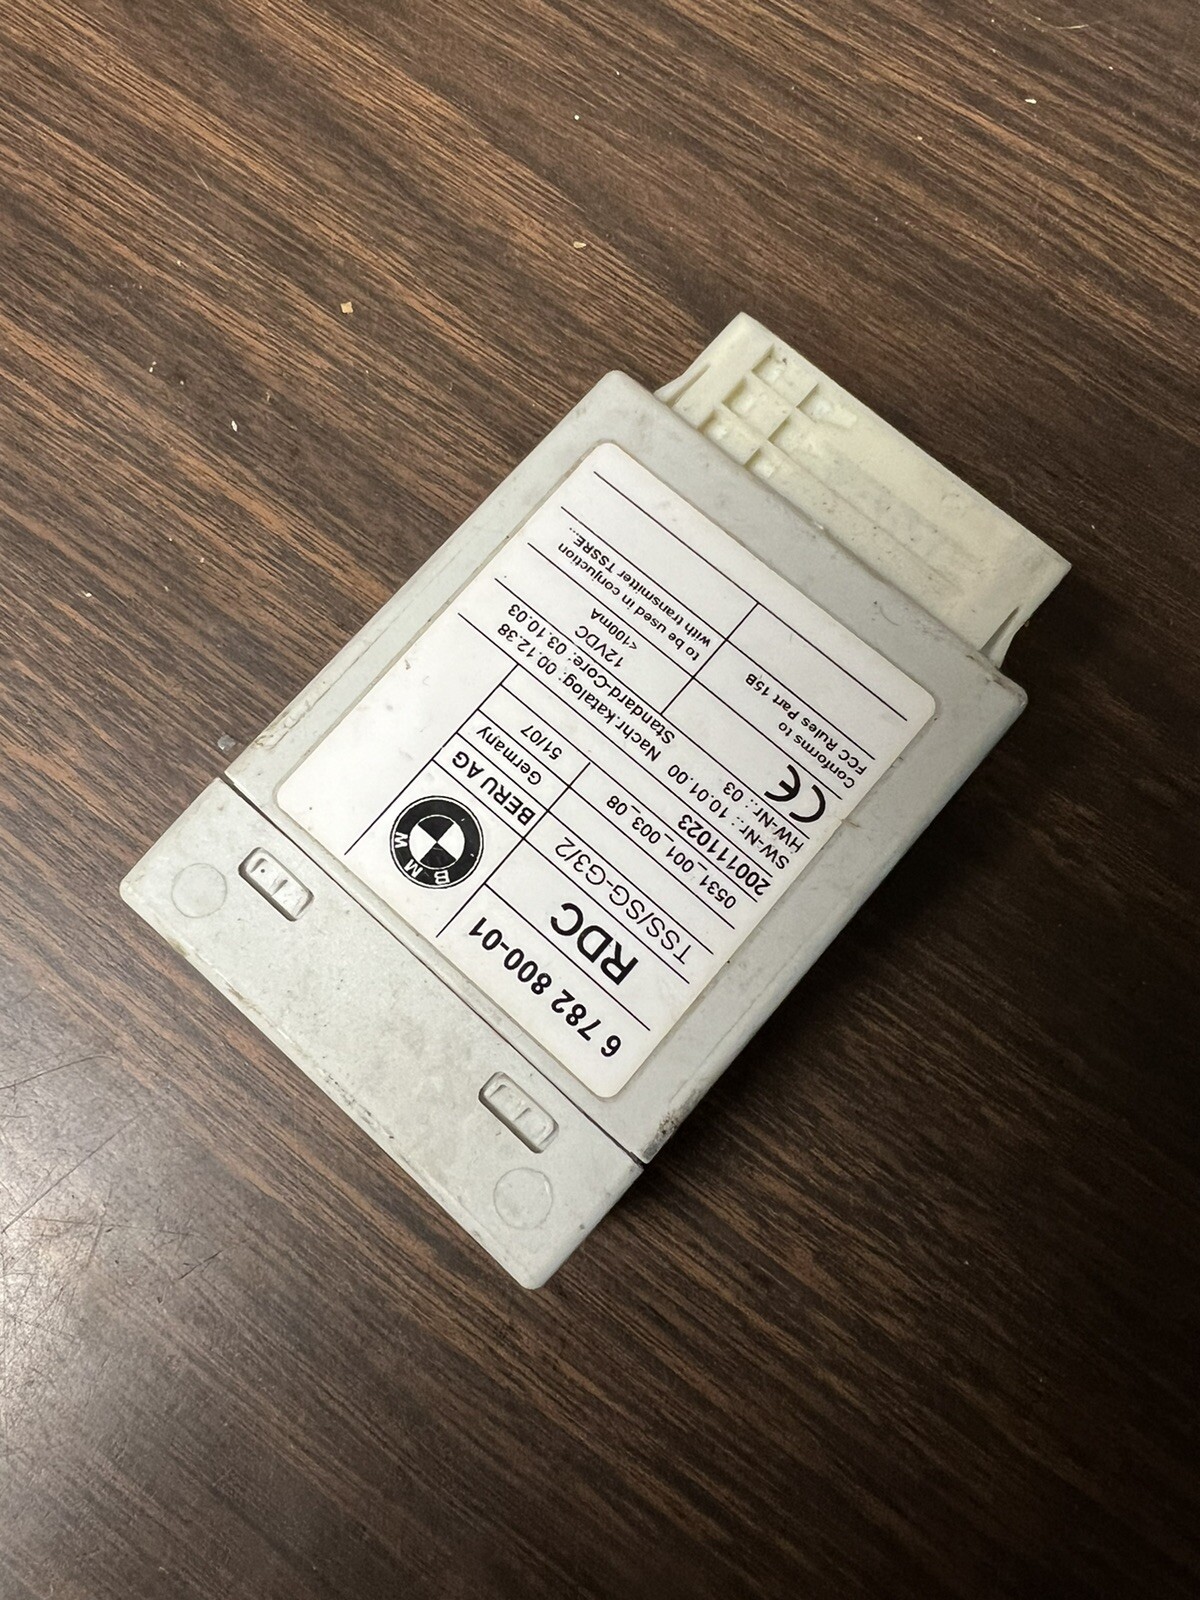 6 782 800-01
RDC
BMW
TSS/SG-G3/2
BERU AG
0531_001_003_08
Germany
200111023
51/07
SW-Nr.: 10.01.00 Nachr.katalog: 00.12.38
HW-Nr.: 03 Standard-Core: 03.10.03
CE
12VDC
<100mA
Conforms to
FCC Rules Part 15B
to be used in conjuction
with transmitter TSSRE...